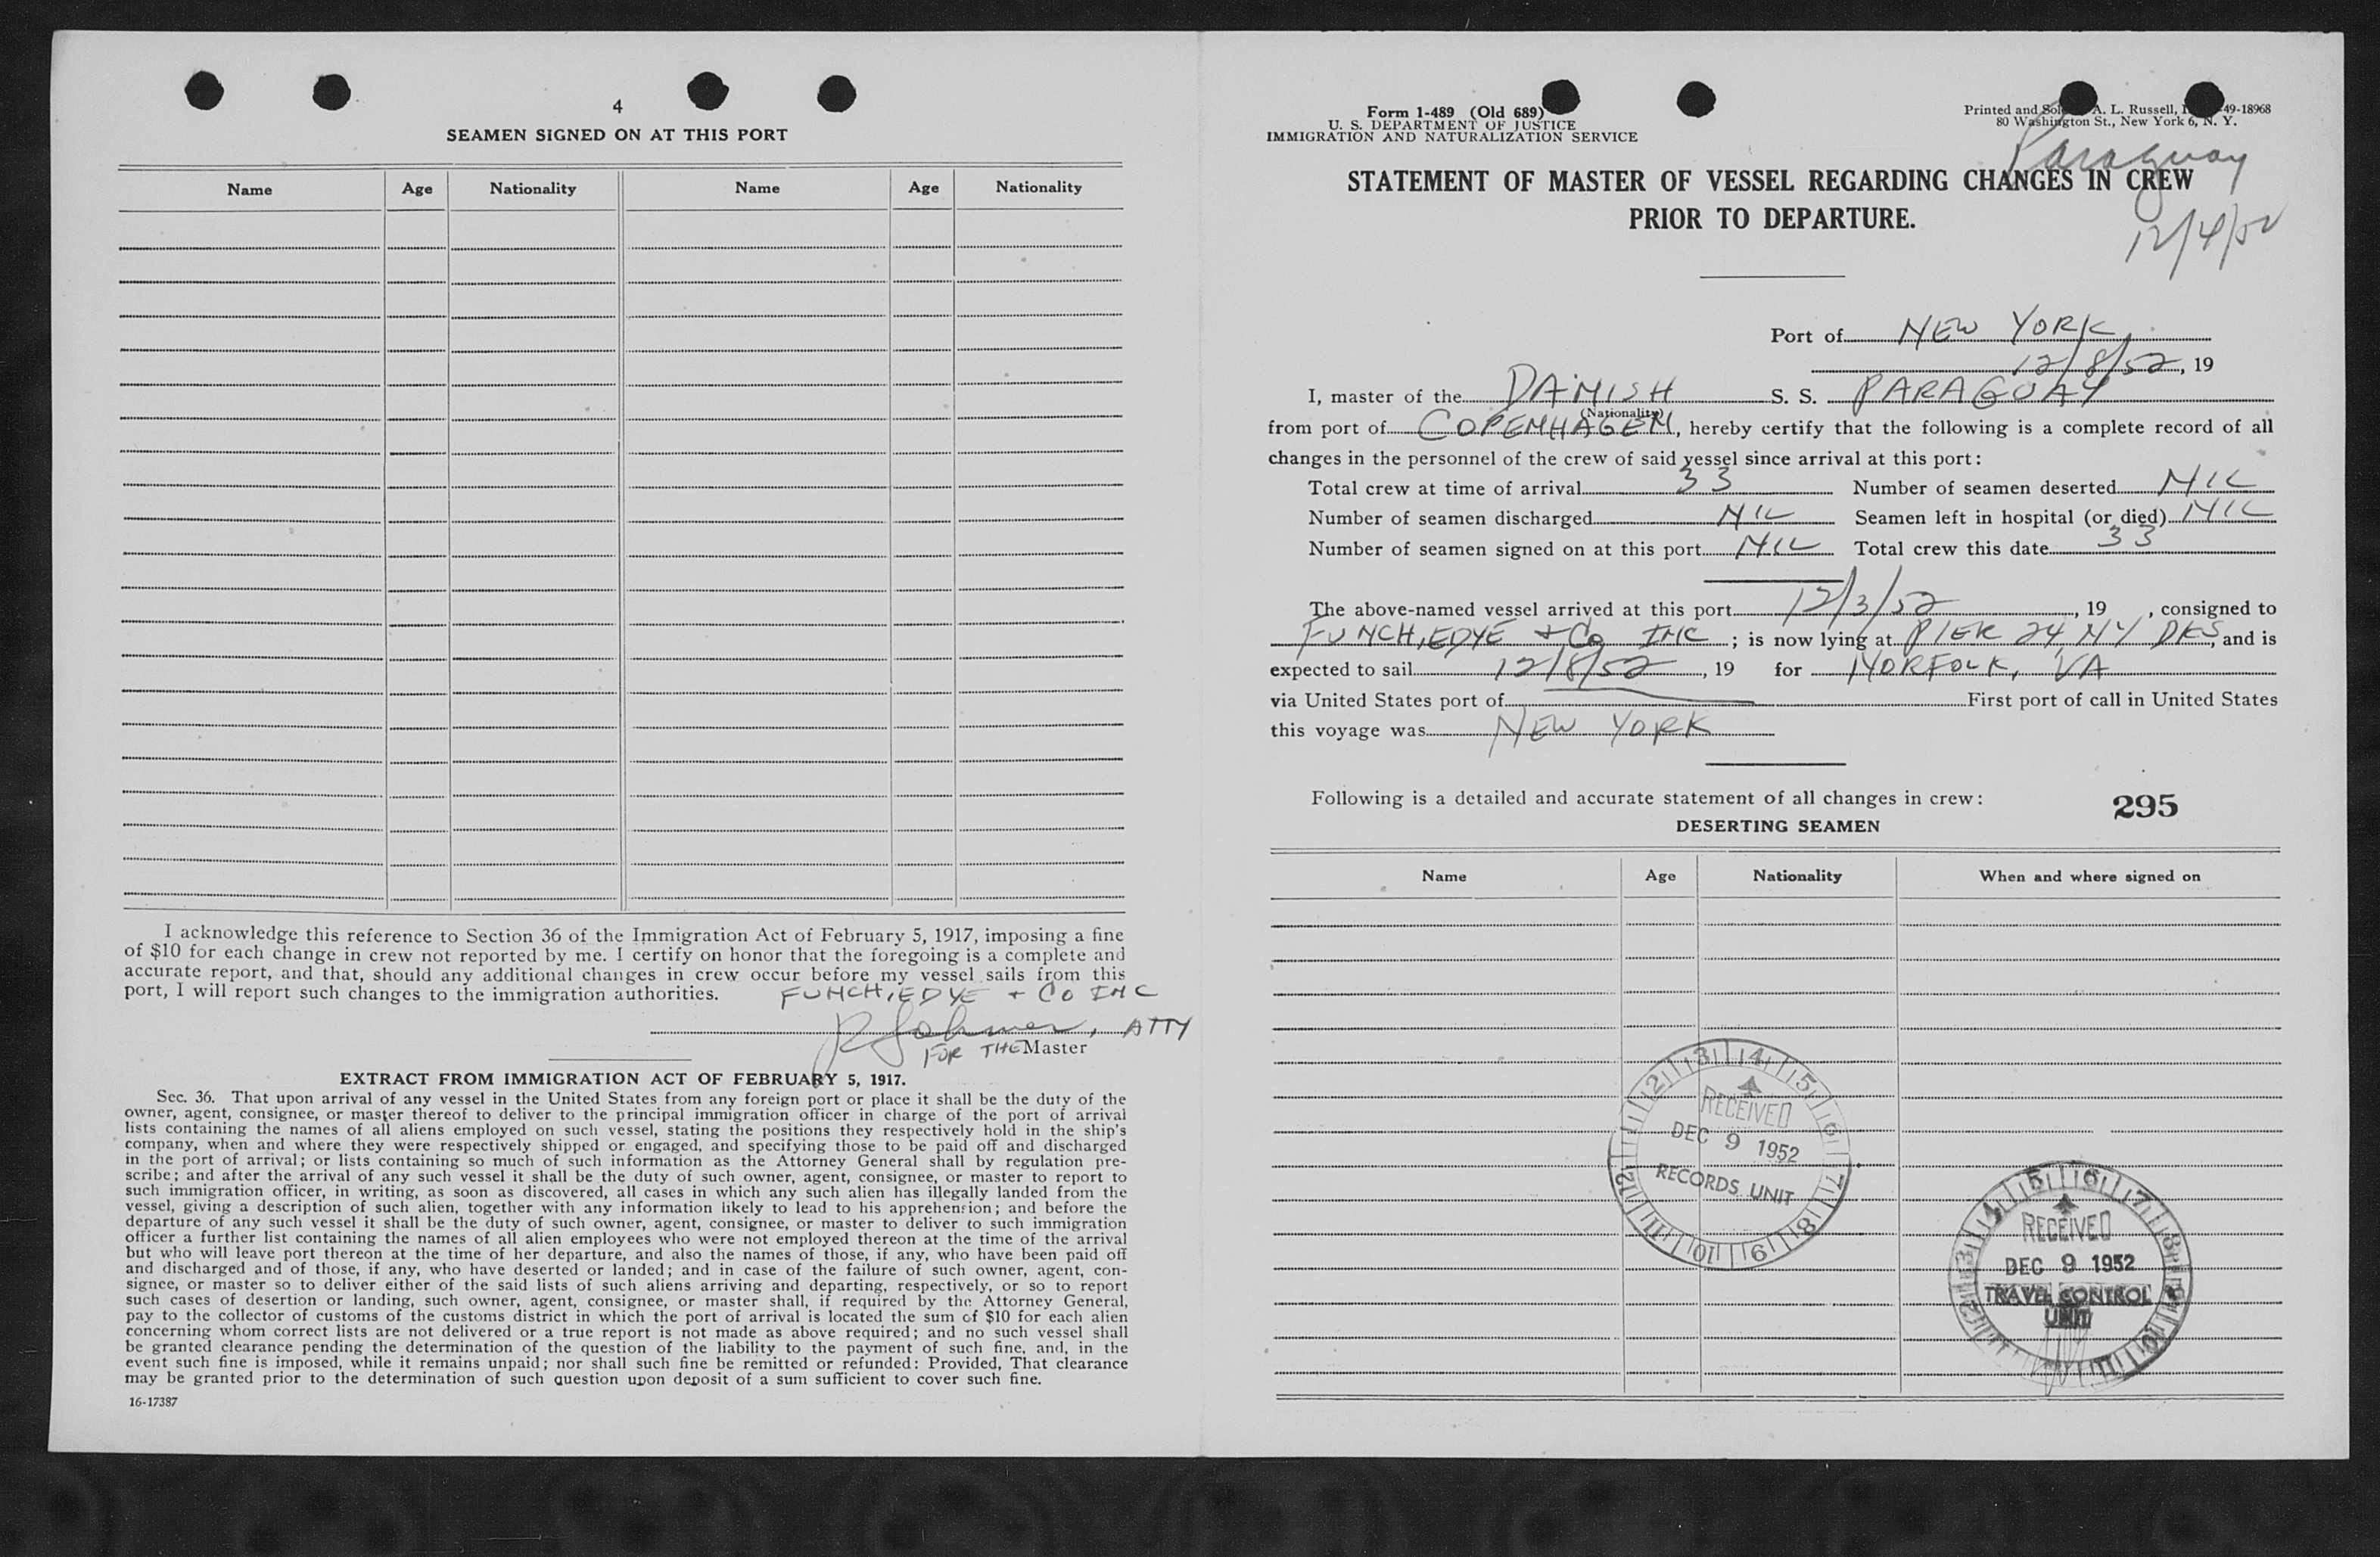 4
SEAMEN SIGNED ON AT THIS PORT
Name Age Nationality Name Age Nationality
I acknowledge this reference to Section 36 of the Immigration Act of February 5, 1917, imposing a fine
of $10 for each change in crew not reported by me. I certify on honor that the foregoing is a complete and
accurate report, and that, should any additional changes in crew occur before my vessel sails from this
port, I will report such changes to the immigration authorities. FUNCH, EDYE + Co INC
ATTY
FOR THE Master
EXTRACT FROM IMMIGRATION ACT OF FEBRUARY 5, 1917.
Sec. 36. That upon arrival of any vessel in the United States from any foreign port or place it shall be the duty of the
owner, agent, consignee, or master thereof to deliver to the principal immigration officer in charge of the port of arrival
lists containing the names of all aliens employed on such vessel, stating the positions they respectively hold in the ship's
company, when and where they were respectively shipped or engaged, and specifying those to be paid off and discharged
in the port of arrival; or lists containing so much of such information as the Attorney General shall by regulation pre-
scribe; and after the arrival of any such vessel it shall be the duty of such owner, agent, consignee, or master to report to
such immigration officer, in writing, as soon as discovered, all cases in which any such alien has illegally landed from the
vessel, giving a description of such alien, together with any information likely to lead to his apprehension; and before the
departure of any such vessel it shall be the duty of such owner, agent, consignee, or master to deliver to such immigration
officer a further list containing the names of all alien employees who were not employed thereon at the time of the arrival
but who will leave port thereon at the time of her departure, and also the names of those, if any, who have been paid off
and discharged and of those, if any, who have deserted or landed; and in case of the failure of such owner, agent, con-
signee, or master so to deliver either of the said lists of such aliens arriving and departing, respectively, or so to report
such cases of desertion or landing, such owner, agent, consignee, or master shall, if required by the Attorney General,
pay to the collector of customs of the customs district in which the port of arrival is located the sum of $10 for each alien
concerning whom correct lists are not delivered or a true report is not made as above required; and no such vessel shall
be granted clearance pending the determination of the question of the liability to the payment of such fine, and, in the
event such fine is imposed, while it remains unpaid; nor shall such fine be remitted or refunded: Provided, That clearance
may be granted prior to the determination of such question upon deposit of a sum sufficient to cover such fine.
16-17387
Form 1-489 (Old 689)
U. S. DEPARTMENT OF JUSTICE
IMMIGRATION AND NATURALIZATION SERVICE
Printed and Sold A. L. Russell, 49-18968
80 Washington St., New York 6, N. Y.
Paraguay
STATEMENT OF MASTER OF VESSEL REGARDING CHANGES IN CREW
PRIOR TO DEPARTURE.
12/4/52
Port of NEW YORK
12/8/52, 19
I, master of the DANISH S. S. PARAGUAY
(Nationality)
from port of COPENHAGEN, hereby certify that the following is a complete record of all
changes in the personnel of the crew of said vessel since arrival at this port:
Total crew at time of arrival 33 Number of seamen deserted NIL
Number of seamen discharged NIL Seamen left in hospital (or died) NIL
Number of seamen signed on at this port NIL Total crew this date 33
The above-named vessel arrived at this port 12/3/52, 19 , consigned to
FUNCH, EDYE + Co INC ; is now lying at PIER 24 NY DKS, and is
expected to sail 12/8/52, 19 for NORFOLK, VA
via United States port of First port of call in United States
this voyage was NEW YORK
Following is a detailed and accurate statement of all changes in crew: 295
DESERTING SEAMEN
Name Age Nationality When and where signed on
1 2 3 4 5 6 7 8 9 10 11 12
RECEIVED
DEC 9 1952
RECORDS UNIT
RECEIVED
DEC 9 1952
TRAVEL CONTROL
UNIT